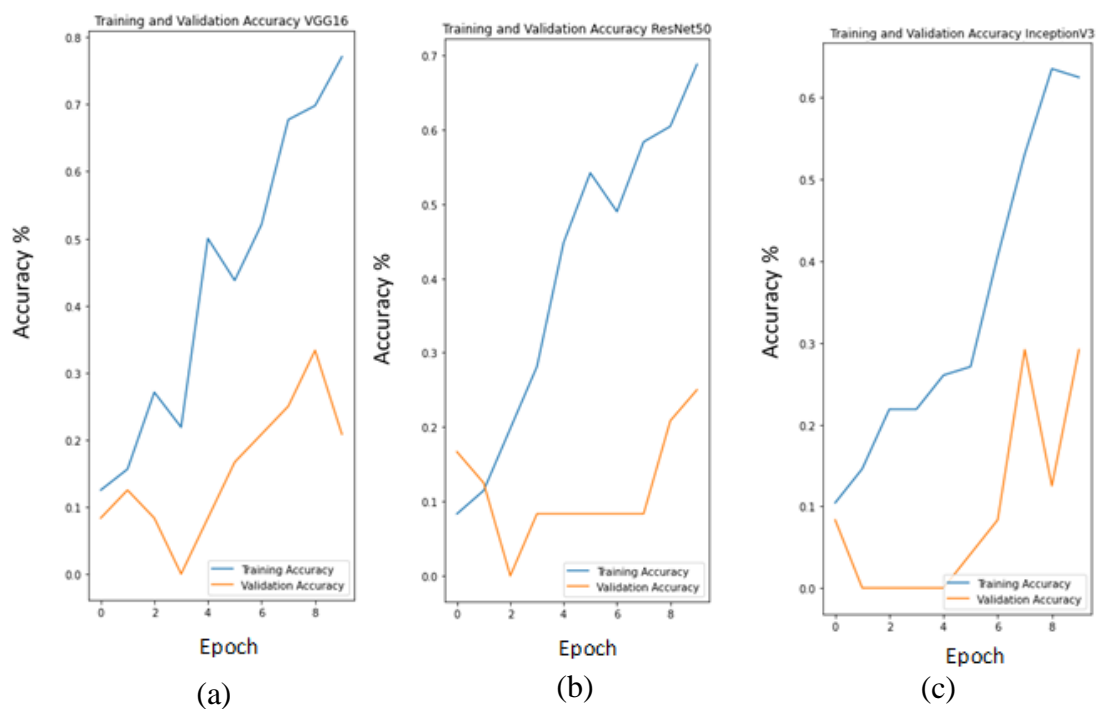 Training and Validation Accuracy VGG16
0.8
0.7
0.6
0.5
0.4
0.3
0.2
0.1
0.0
Accuracy %
Training Accuracy
Validation Accuracy
0 2 4 6 8
Epoch
(a)
Training and Validation Accuracy ResNet50
0.7
0.6
0.5
0.4
0.3
0.2
0.1
0.0
Accuracy %
Training Accuracy
Validation Accuracy
0 2 4 6 8
Epoch
(b)
Training and Validation Accuracy InceptionV3
0.6
0.5
0.4
0.3
0.2
0.1
0.0
Accuracy %
Training Accuracy
Validation Accuracy
0 2 4 6 8
Epoch
(c)